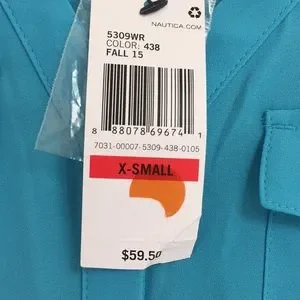 NAUTICA.COM
5309WR
COLOR: 438
FALL 15
8 88078 69674 1
7031-00007-5309-438-0105
X-SMALL
$59.50